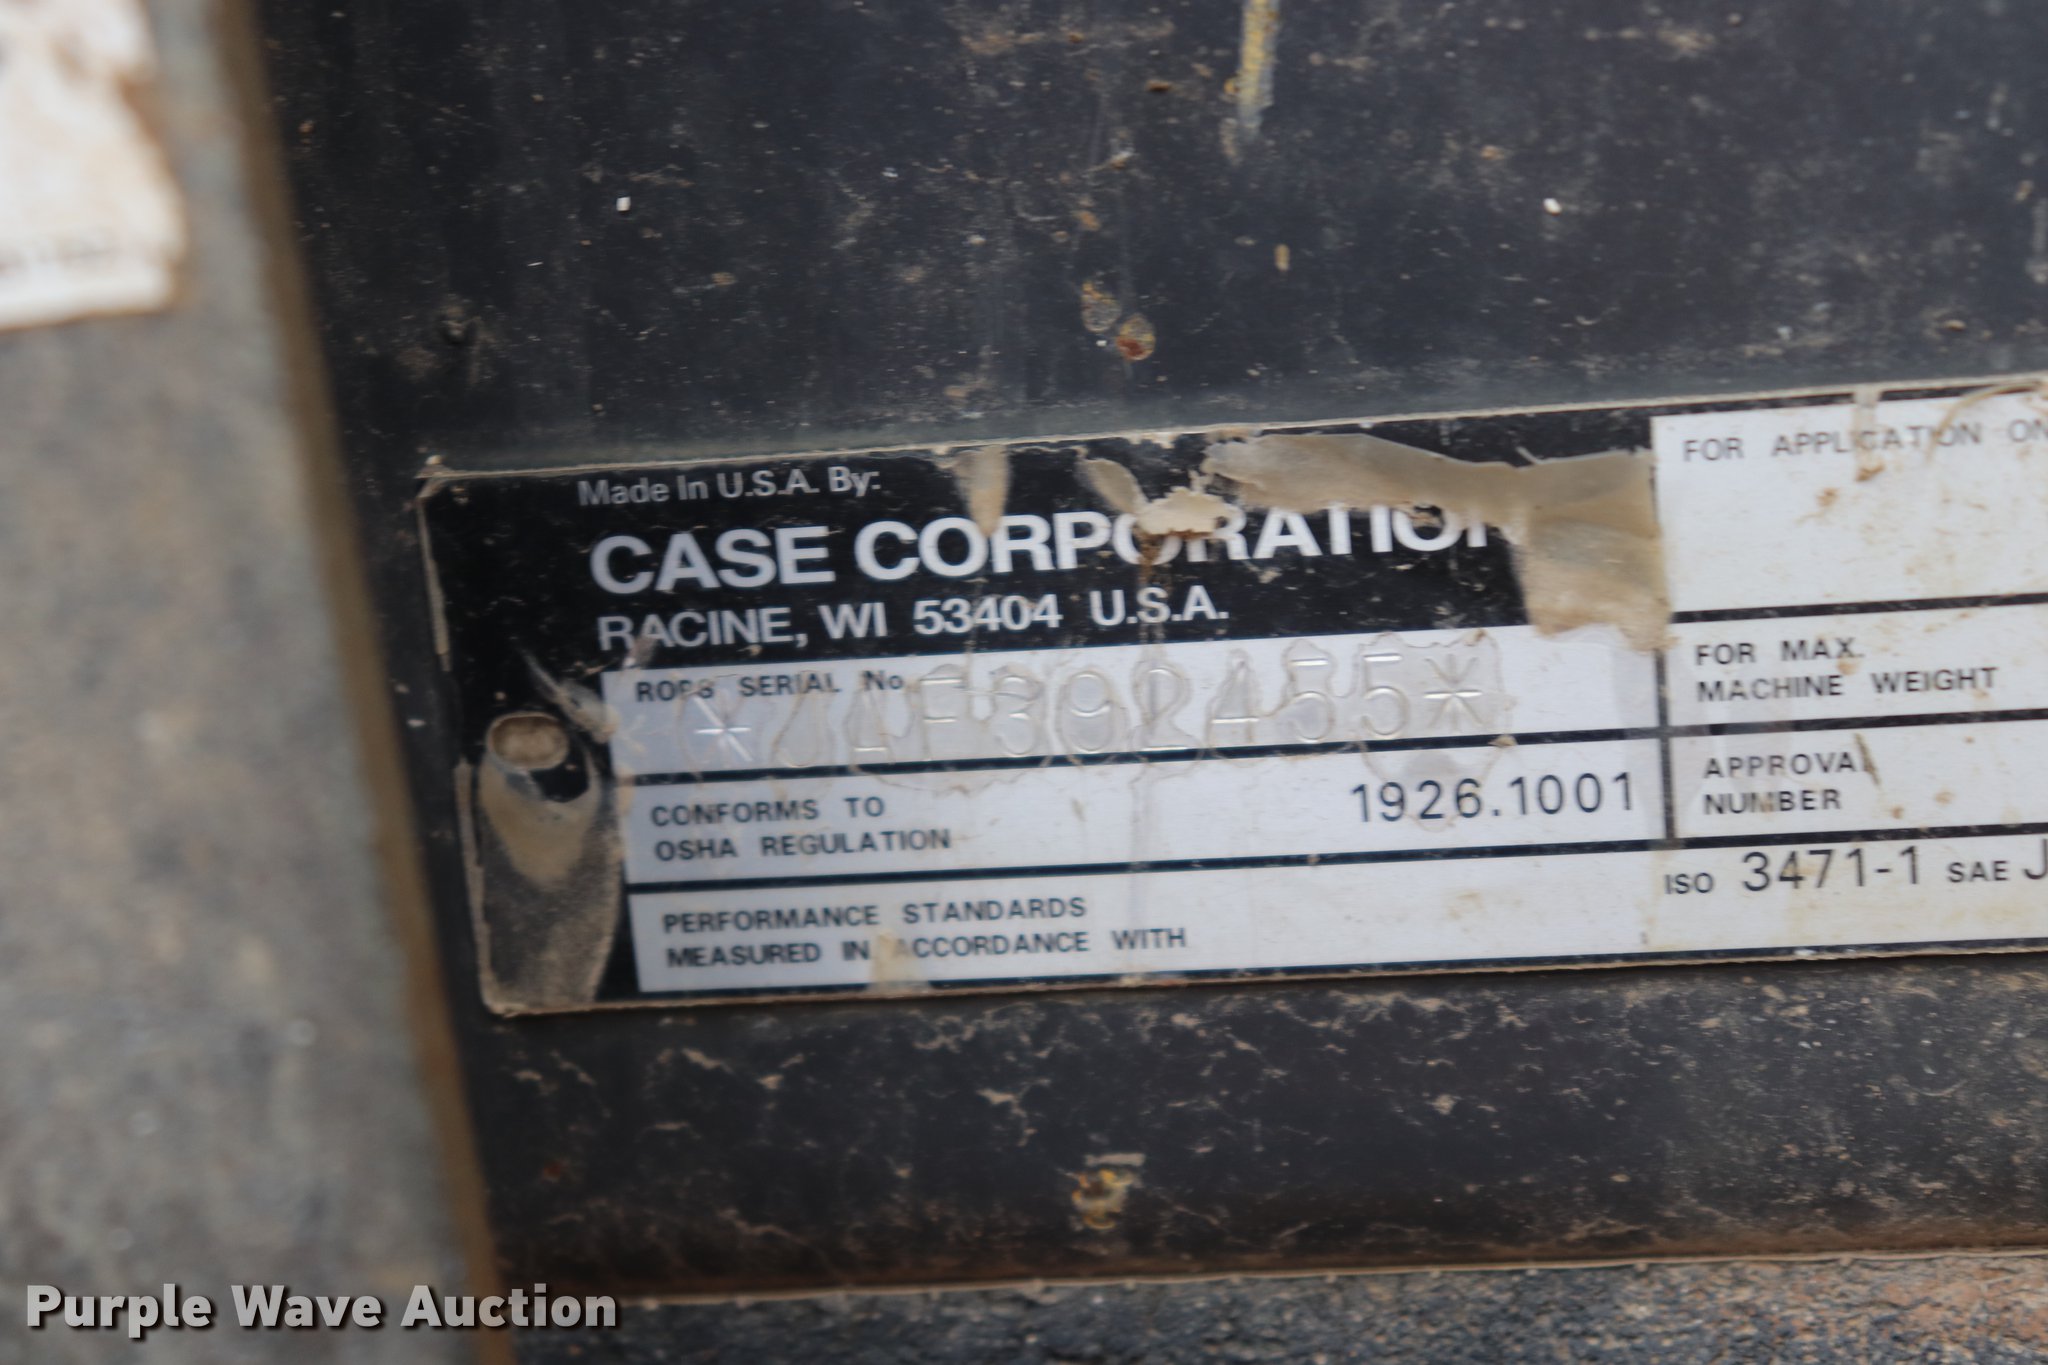 Made In U.S.A. By:
CASE CORPORATION
RACINE, WI 53404 U.S.A.
ROPS SERIAL No *JAF392455*
CONFORMS TO
OSHA REGULATION
1926.1001
PERFORMANCE STANDARDS
MEASURED IN ACCORDANCE WITH
FOR APPLICATION ON
FOR MAX.
MACHINE WEIGHT
APPROVAL
NUMBER
ISO 3471-1 SAE J
Purple Wave Auction